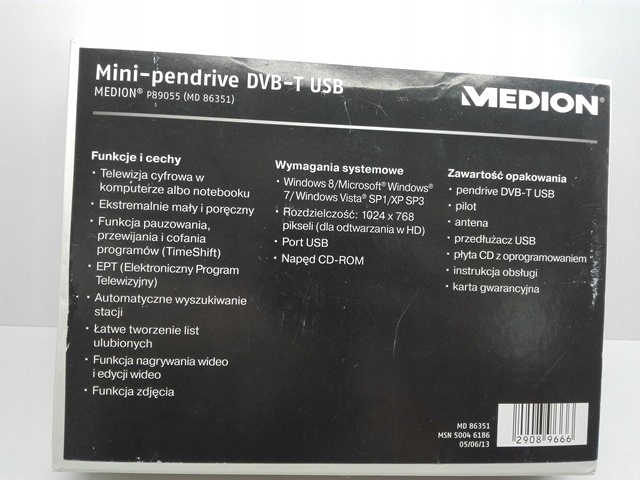 Mini-pendrive DVB-T USB
MEDION® P89055 (MD 86351)
MEDION®
Funkcje i cechy
• Telewizja cyfrowa w
komputerze albo notebooku
• Ekstremalnie mały i poręczny
• Funkcja pauzowania,
przewijania i cofania
programów (TimeShift)
• EPT (Elektroniczny Program
Telewizyjny)
• Automatyczne wyszukiwanie
stacji
• Łatwe tworzenie list
ulubionych
• Funkcja nagrywania wideo
i edycji wideo
• Funkcja zdjęcia
Wymagania systemowe
• Windows 8/Microsoft® Windows®
7/Windows Vista® SP1/XP SP3
• Rozdzielczość: 1024 x 768
pikseli (dla odtwarzania w HD)
• Port USB
• Napęd CD-ROM
Zawartość opakowania
• pendrive DVB-T USB
• pilot
• antena
• przedłużacz USB
• płyta CD z oprogramowaniem
• instrukcja obsługi
• karta gwarancyjna
MD 86351
MSN 5004 6186
05/06/13
2908 9666